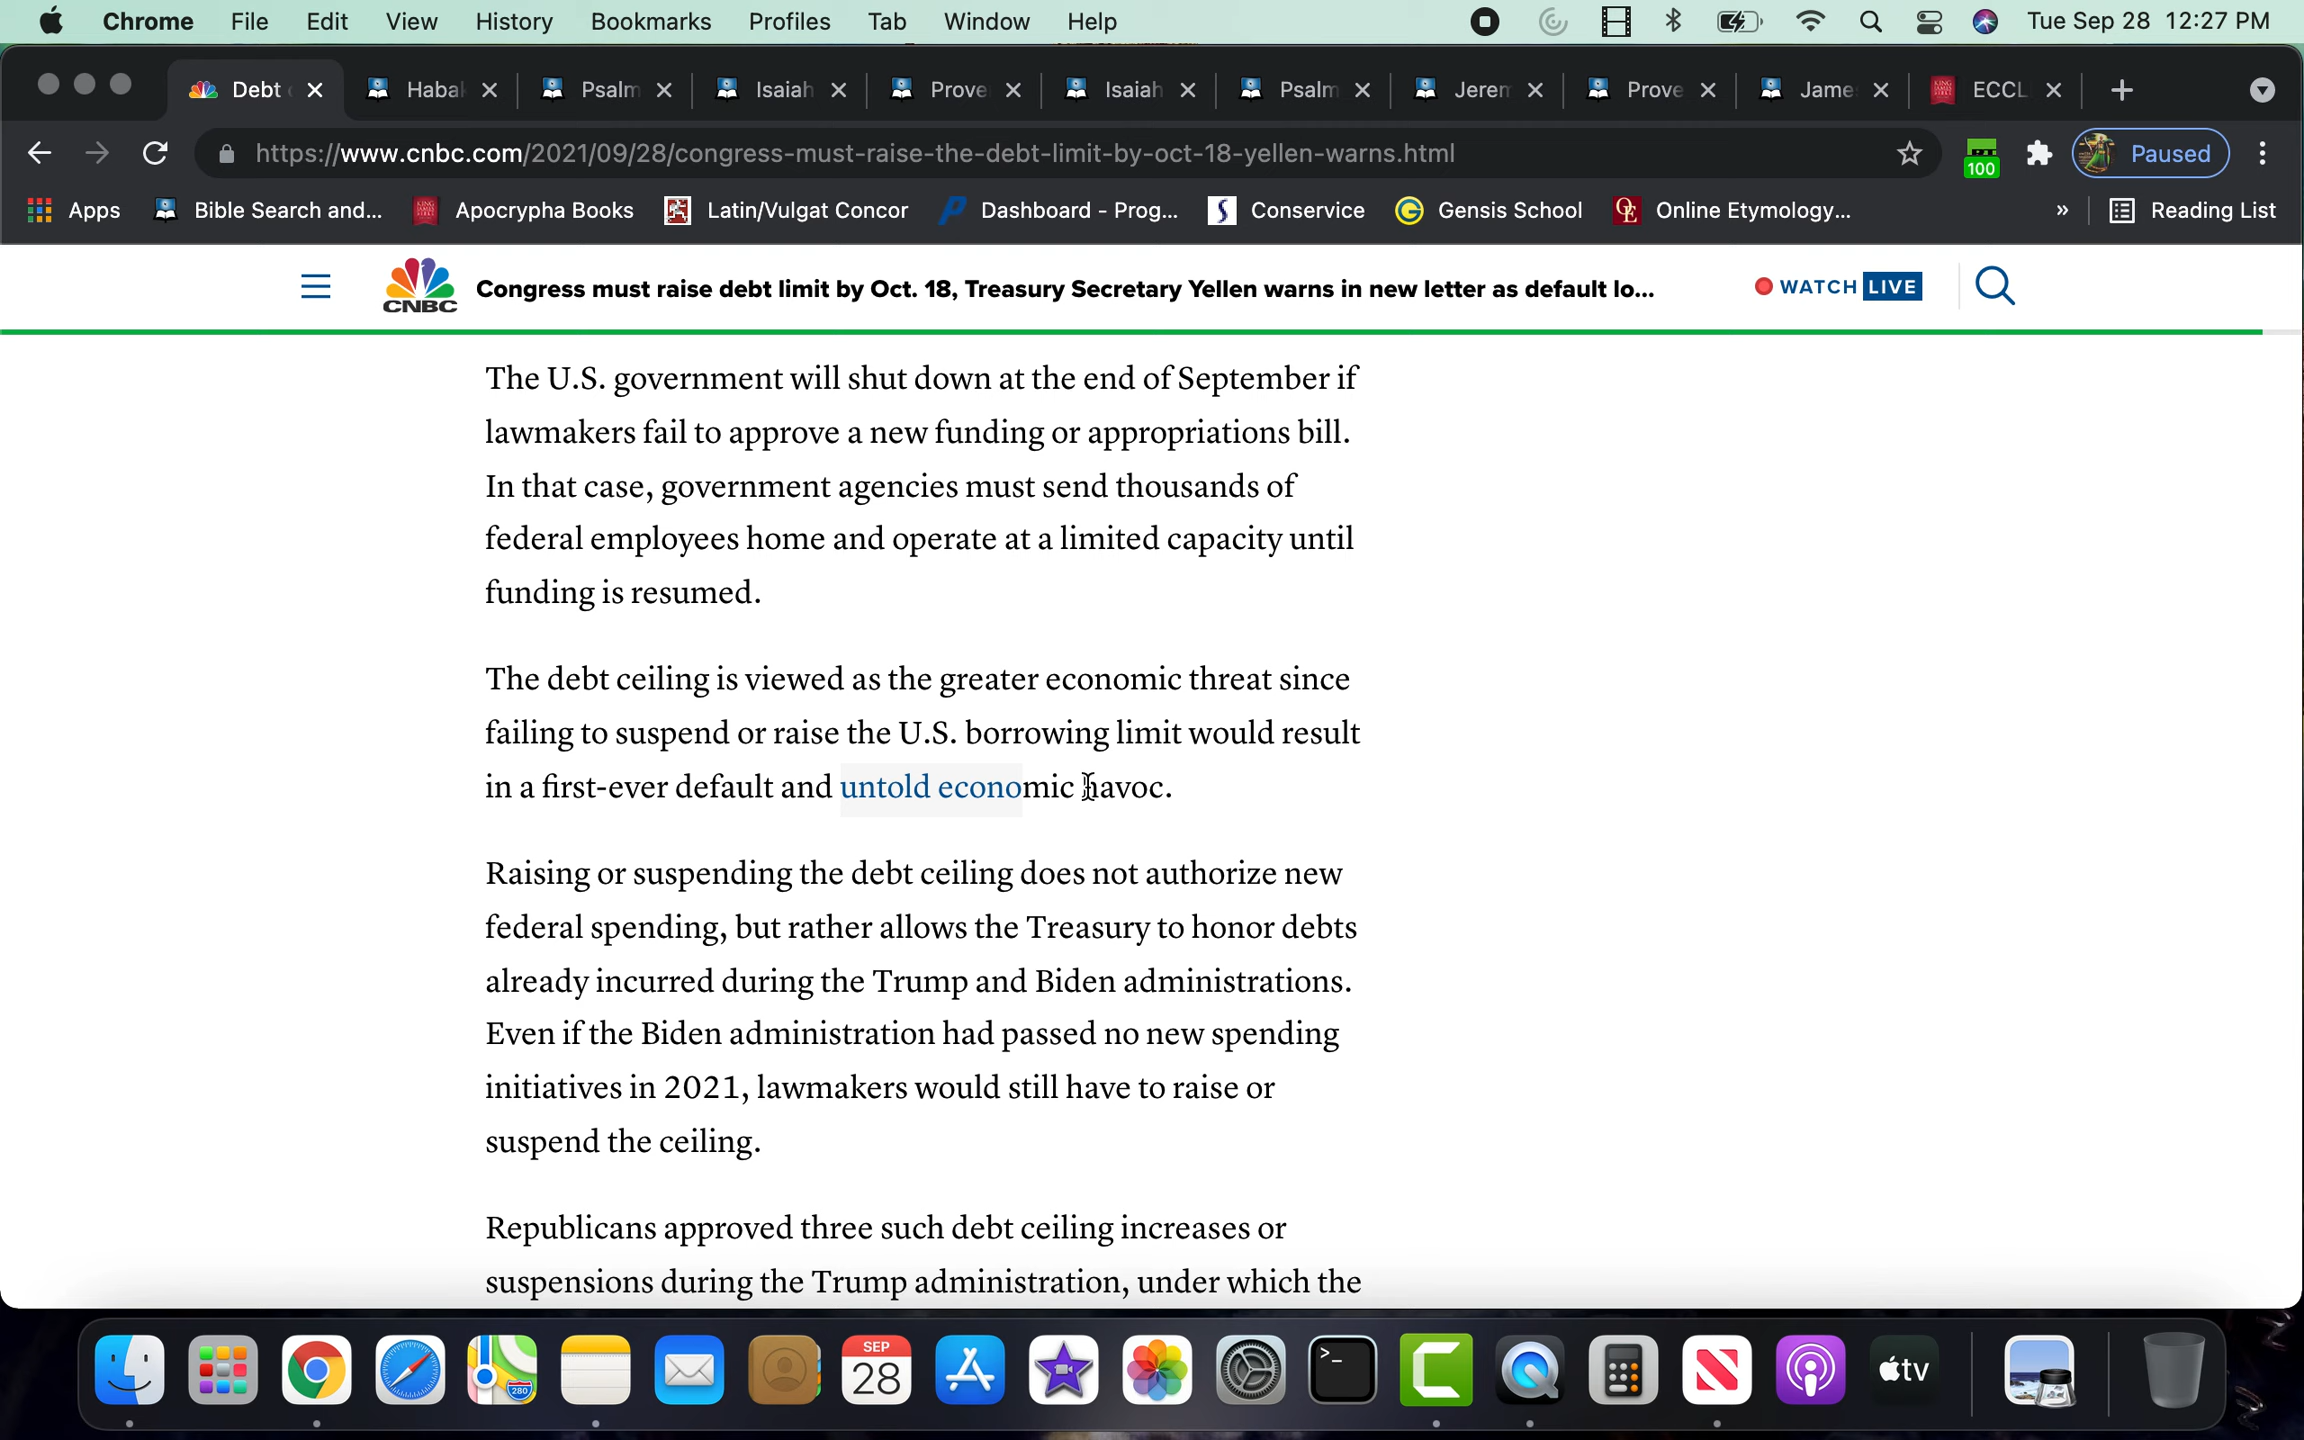 Chrome File Edit View History Bookmarks Profiles Tab Window Help Tue Sep 28 12:27 PM
Debt Habak Psalm Isaiah Prove Isaiah Psalm Jerem Prove Jame ECCL
https://www.cnbc.com/2021/09/28/congress-must-raise-the-debt-limit-by-oct-18-yellen-warns.html 100 Paused
Apps Bible Search and... Apocrypha Books Latin/Vulgat Concor Dashboard - Prog... Conservice Gensis School Online Etymology... » Reading List
CNBC Congress must raise debt limit by Oct. 18, Treasury Secretary Yellen warns in new letter as default lo... WATCH LIVE
The U.S. government will shut down at the end of September if
lawmakers fail to approve a new funding or appropriations bill.
In that case, government agencies must send thousands of
federal employees home and operate at a limited capacity until
funding is resumed.
The debt ceiling is viewed as the greater economic threat since
failing to suspend or raise the U.S. borrowing limit would result
in a first-ever default and untold economic havoc.
Raising or suspending the debt ceiling does not authorize new
federal spending, but rather allows the Treasury to honor debts
already incurred during the Trump and Biden administrations.
Even if the Biden administration had passed no new spending
initiatives in 2021, lawmakers would still have to raise or
suspend the ceiling.
Republicans approved three such debt ceiling increases or
suspensions during the Trump administration, under which the
280 SEP 28 tv